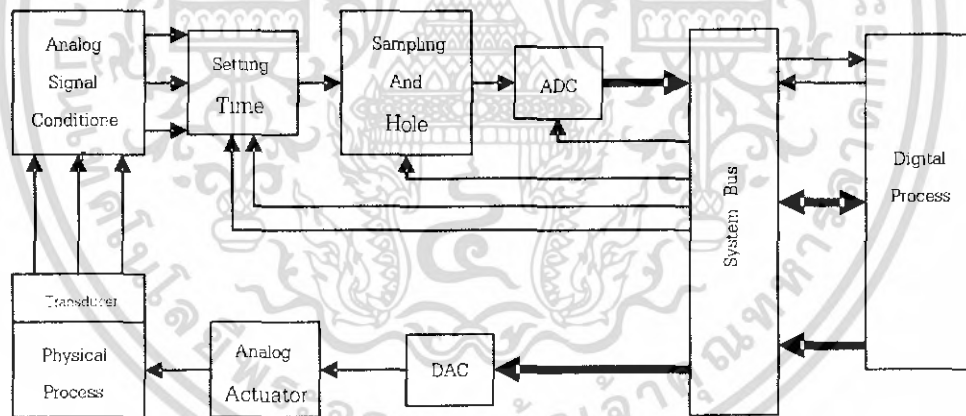 Analog
Signal
Conditione
Setting
Time
Sampling
And
Hole
ADC
System Bus
Digital
Process
Transducer
Physical
Process
Analog
Actuator
DAC